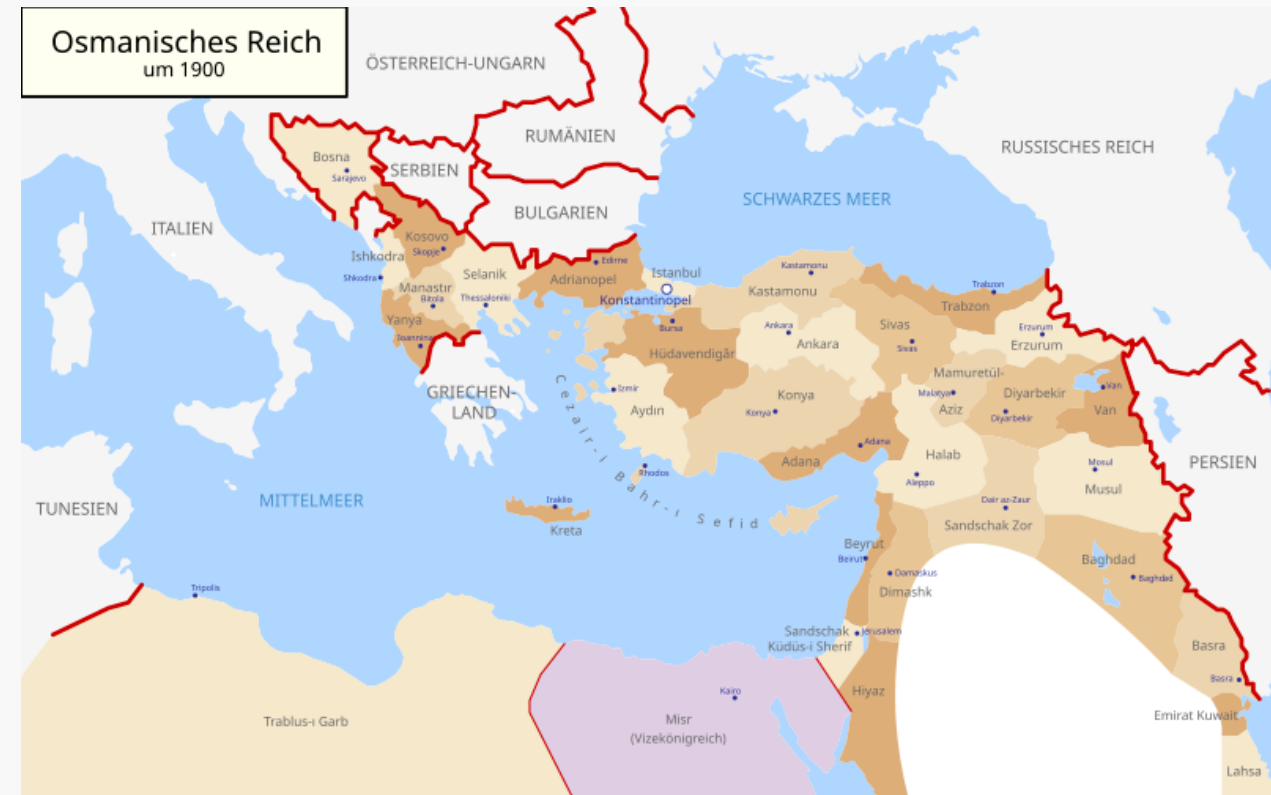 Osmanisches Reich
um 1900
ÖSTERREICH-UNGARN
RUMÄNIEN
RUSSISCHES REICH
Bosna
Sarajevo
SERBIEN
SCHWARZES MEER
BULGARIEN
ITALIEN
Kosovo
Skopje
Ishkodra
Shkodra
Manastır
Bitola
Selanik
Thessaloniki
Yanya
Ioannina
Adrianopel
Edirne
Istanbul
Konstantinopel
Bursa
Hüdavendigâr
Kastamonu
Kastamonu
Ankara
Ankara
Sivas
Sivas
Trabzon
Trabzon
Erzurum
Erzurum
Mamuretül-
Aziz
Malatya
Diyarbekir
Diyarbekir
Van
Van
GRIECHEN-
LAND
Izmir
Aydın
Konya
Konya
Adana
Adana
Halab
Aleppo
Mosul
Musul
PERSIEN
Rhodos
Cezair-i Bahr-ı Sefid
Iraklio
Kreta
MITTELMEER
TUNESIEN
Dair az-Zaur
Sandschak Zor
Beyrut
Beirut
Damaskus
Dimashk
Baghdad
Baghdad
Tripolis
Sandschak
Küdüs-i Sherif
Jerusalem
Basra
Basra
Hiyaz
Kairo
Misr
(Vizekönigreich)
Trablus-ı Garb
Emirat Kuwait
Lahsa